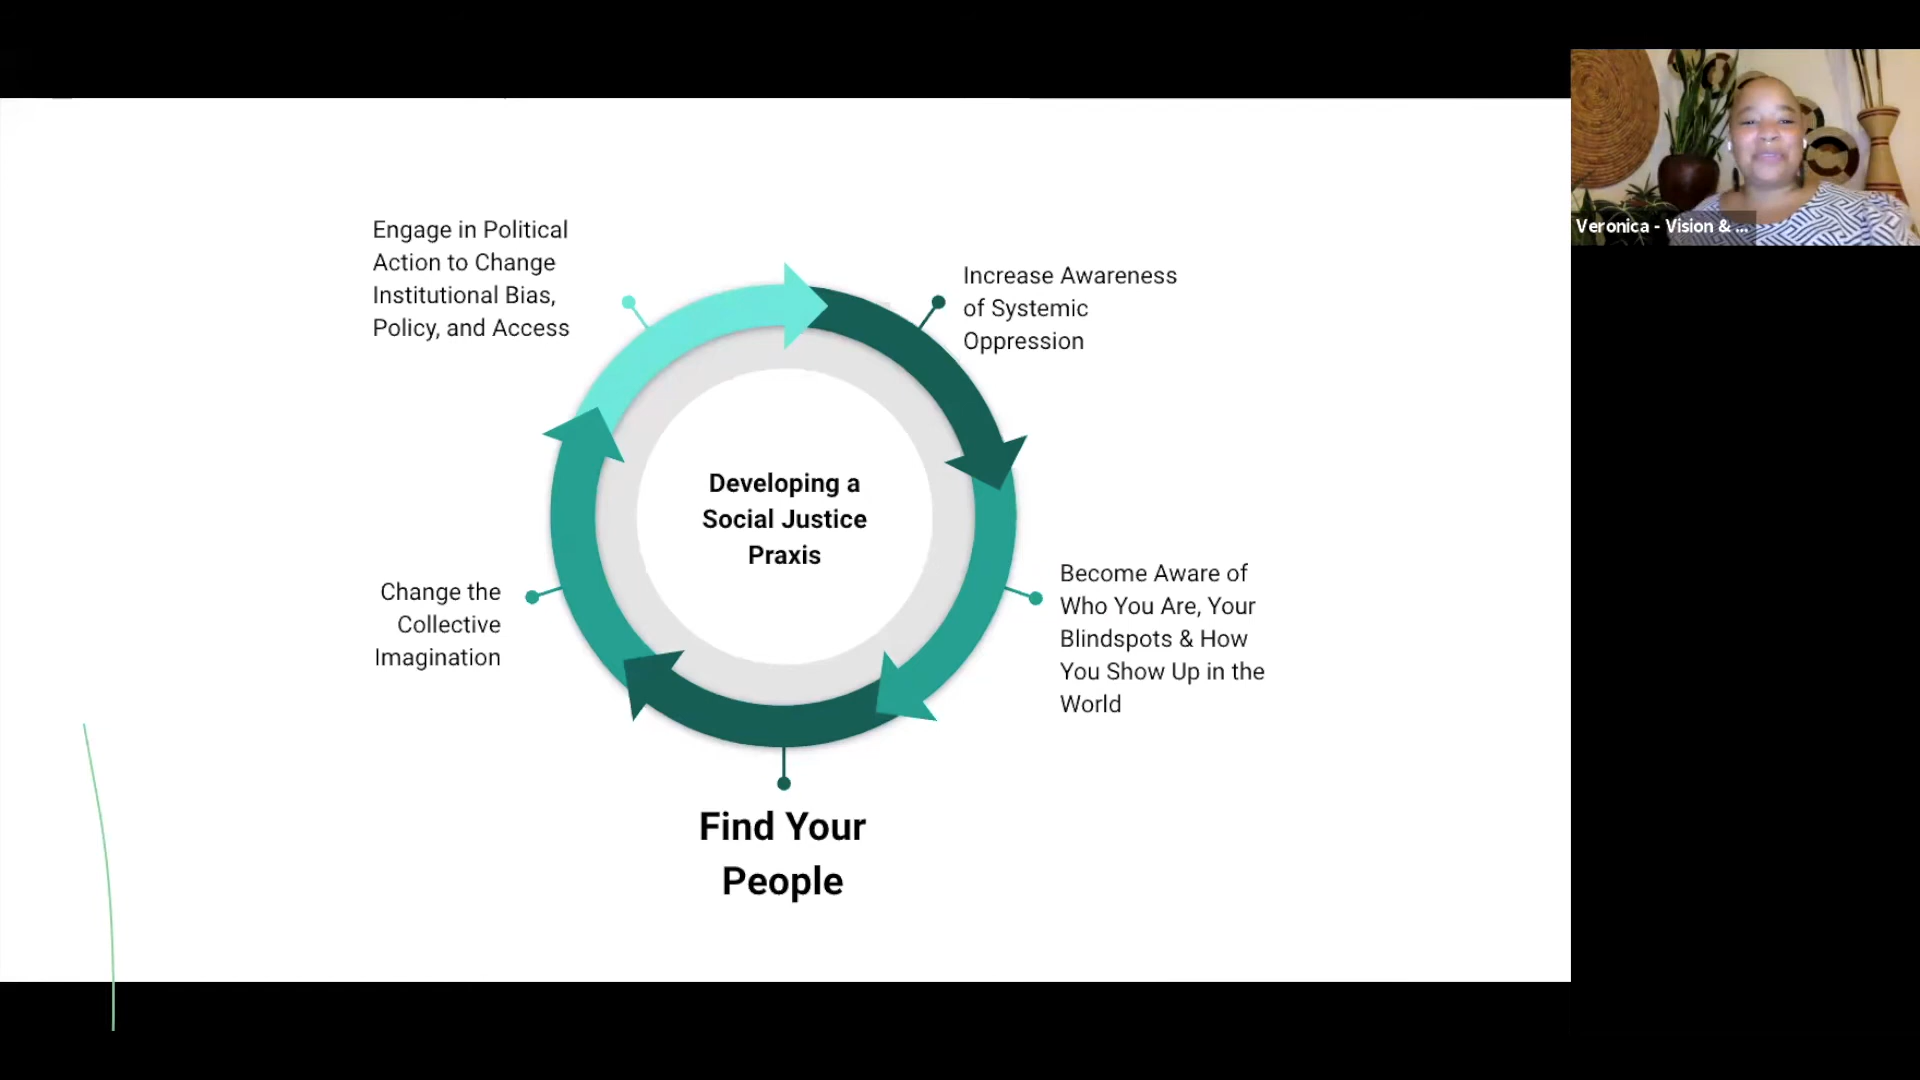 Engage in Political
Action to Change
Institutional Bias,
Policy, and Access
Increase Awareness
of Systemic
Oppression
Developing a
Social Justice
Praxis
Change the
Collective
Imagination
Become Aware of
Who You Are, Your
Blindspots & How
You Show Up in the
World
Find Your
People
Veronica - Vision & ...